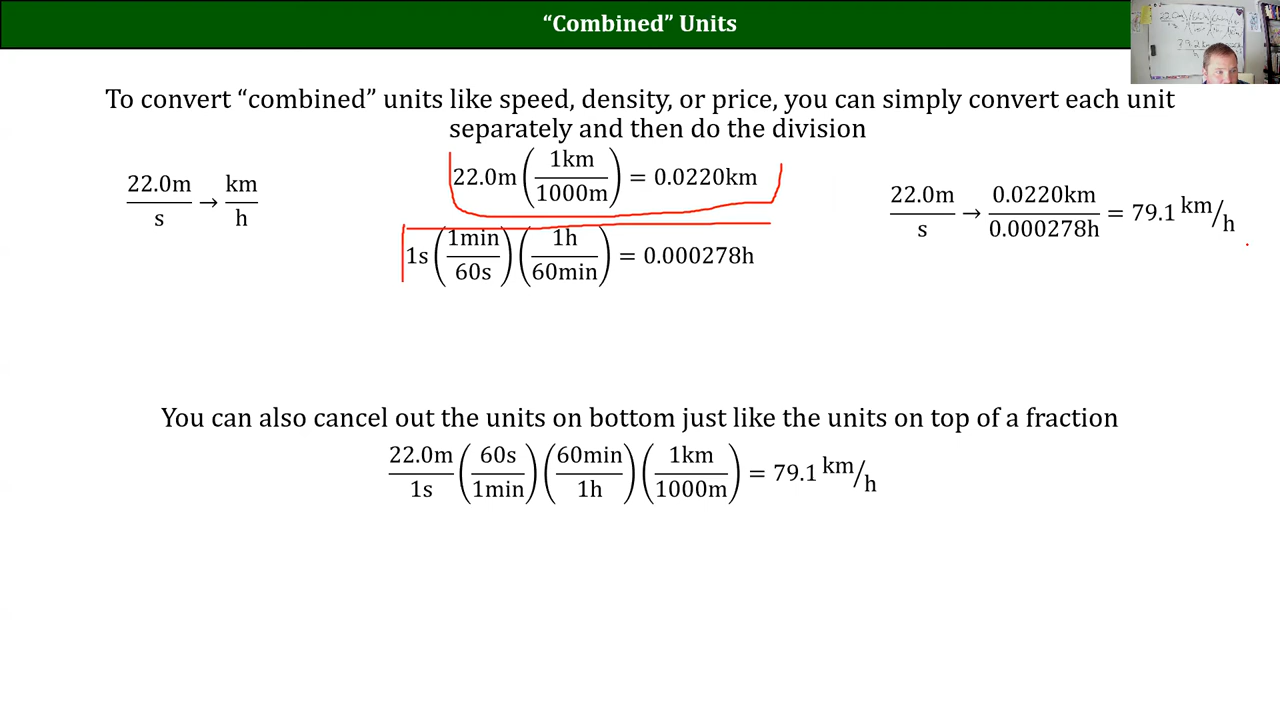 “Combined” Units
To convert “combined” units like speed, density, or price, you can simply convert each unit
separately and then do the division
22.0m/s → km/h
22.0m(1km/1000m) = 0.0220km
1s(1min/60s)(1h/60min) = 0.000278h
22.0m/s → 0.0220km/0.000278h = 79.1 km/h
You can also cancel out the units on bottom just like the units on top of a fraction
22.0m/1s(60s/1min)(60min/1h)(1km/1000m) = 79.1 km/h